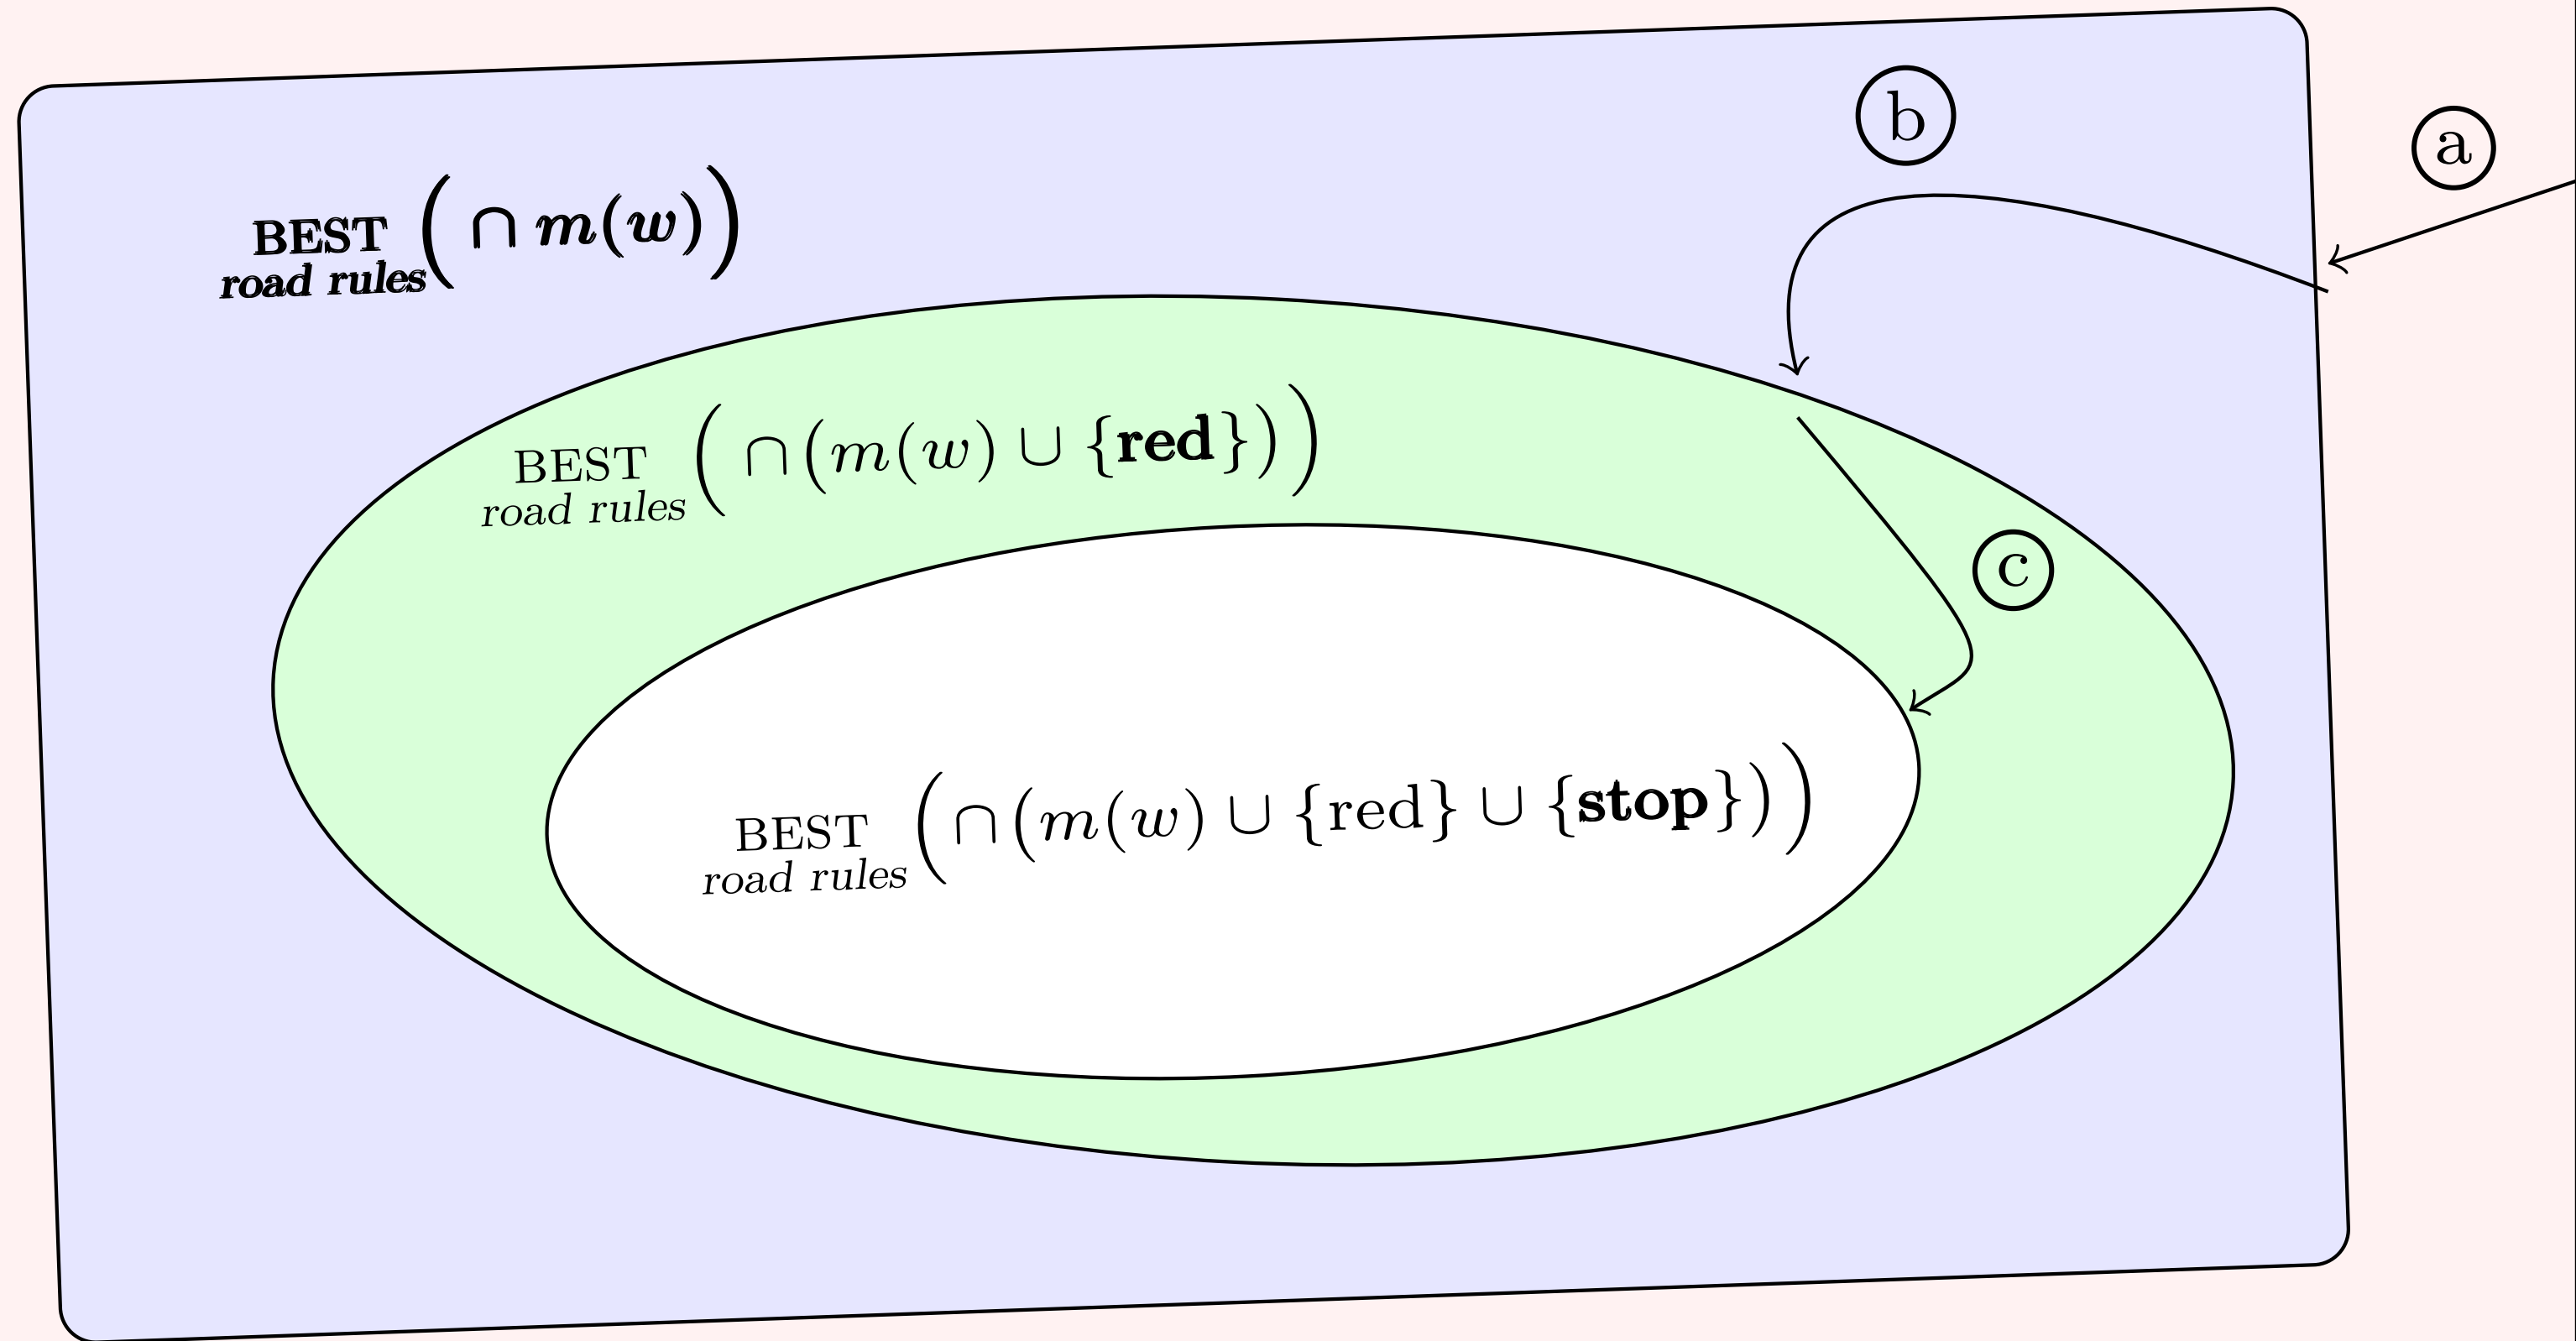 b
a
BEST ( ∩ m(w) )
road rules
BEST ( ∩ (m(w) ∪ {red}) )
road rules
c
BEST ( ∩ (m(w) ∪ {red} ∪ {stop}) )
road rules